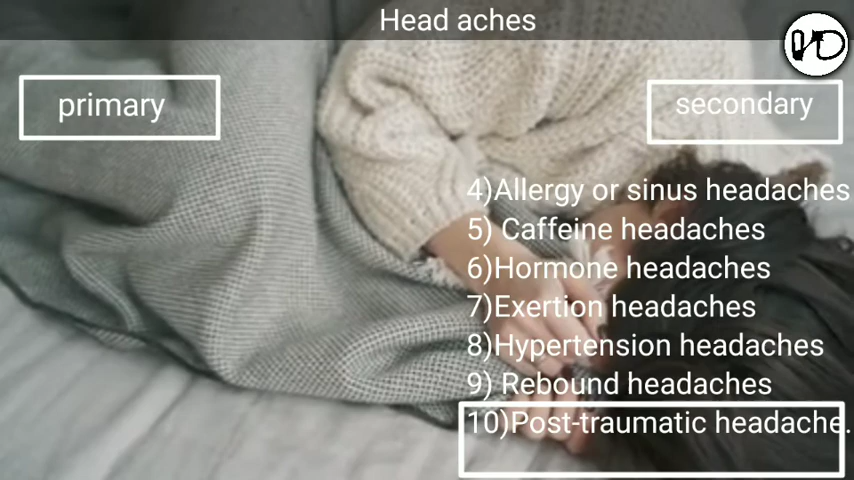 Head aches
primary
secondary
4)Allergy or sinus headaches
5) Caffeine headaches
6)Hormone headaches
7)Exertion headaches
8)Hypertension headaches
9) Rebound headaches
10)Post-traumatic headache.